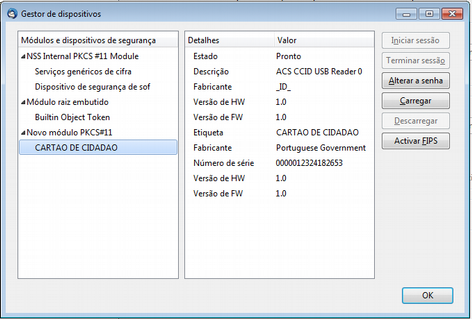 Gestor de dispositivos
Módulos e dispositivos de segurança
NSS Internal PKCS #11 Module
Serviços genéricos de cifra
Dispositivo de segurança de sof
Módulo raiz embutido
Builtin Object Token
Novo módulo PKCS#11
CARTAO DE CIDADAO
Detalhes Valor
Estado Pronto
Descrição ACS CCID USB Reader 0
Fabricante _ID_
Versão de HW 1.0
Versão de FW 1.0
Etiqueta CARTAO DE CIDADAO
Fabricante Portuguese Government
Número de série 0000012324182653
Versão de HW 1.0
Versão de FW 1.0
Iniciar sessão
Terminar sessão
Alterar a senha
Carregar
Descarregar
Activar FIPS
OK